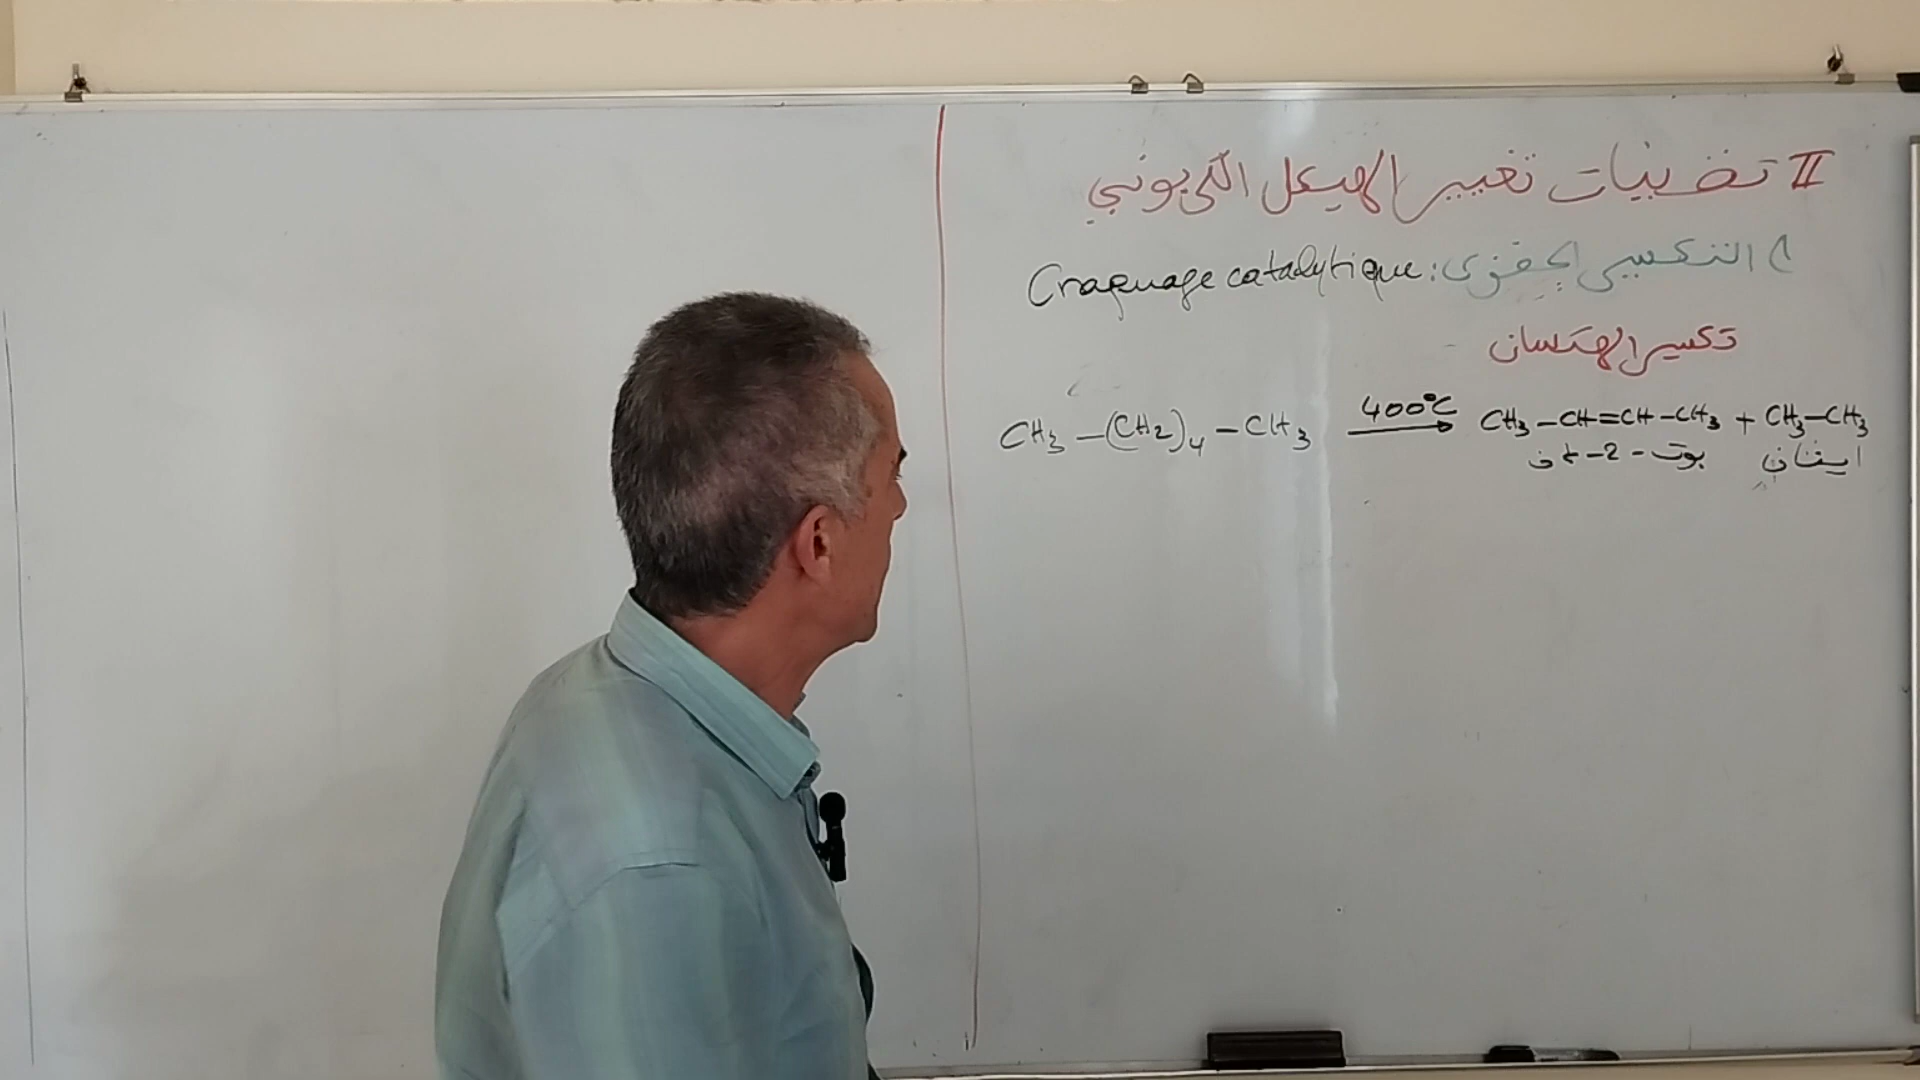 II تقنيات تغيير الهيكل الكربوني
1) التكسير الحفزي: Craquage catalytique
تكسير الهكسان
CH3-(CH2)4-CH3 400°C → CH3-CH=CH-CH3 + CH3-CH3
بوت-2-ان ايثان